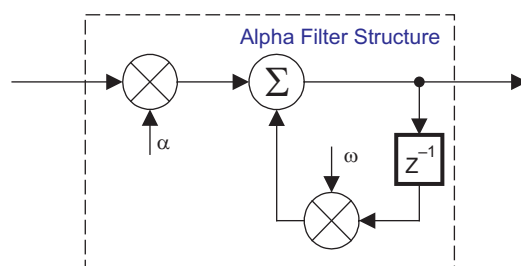 Alpha Filter Structure
Σ
α
ω
Z⁻¹